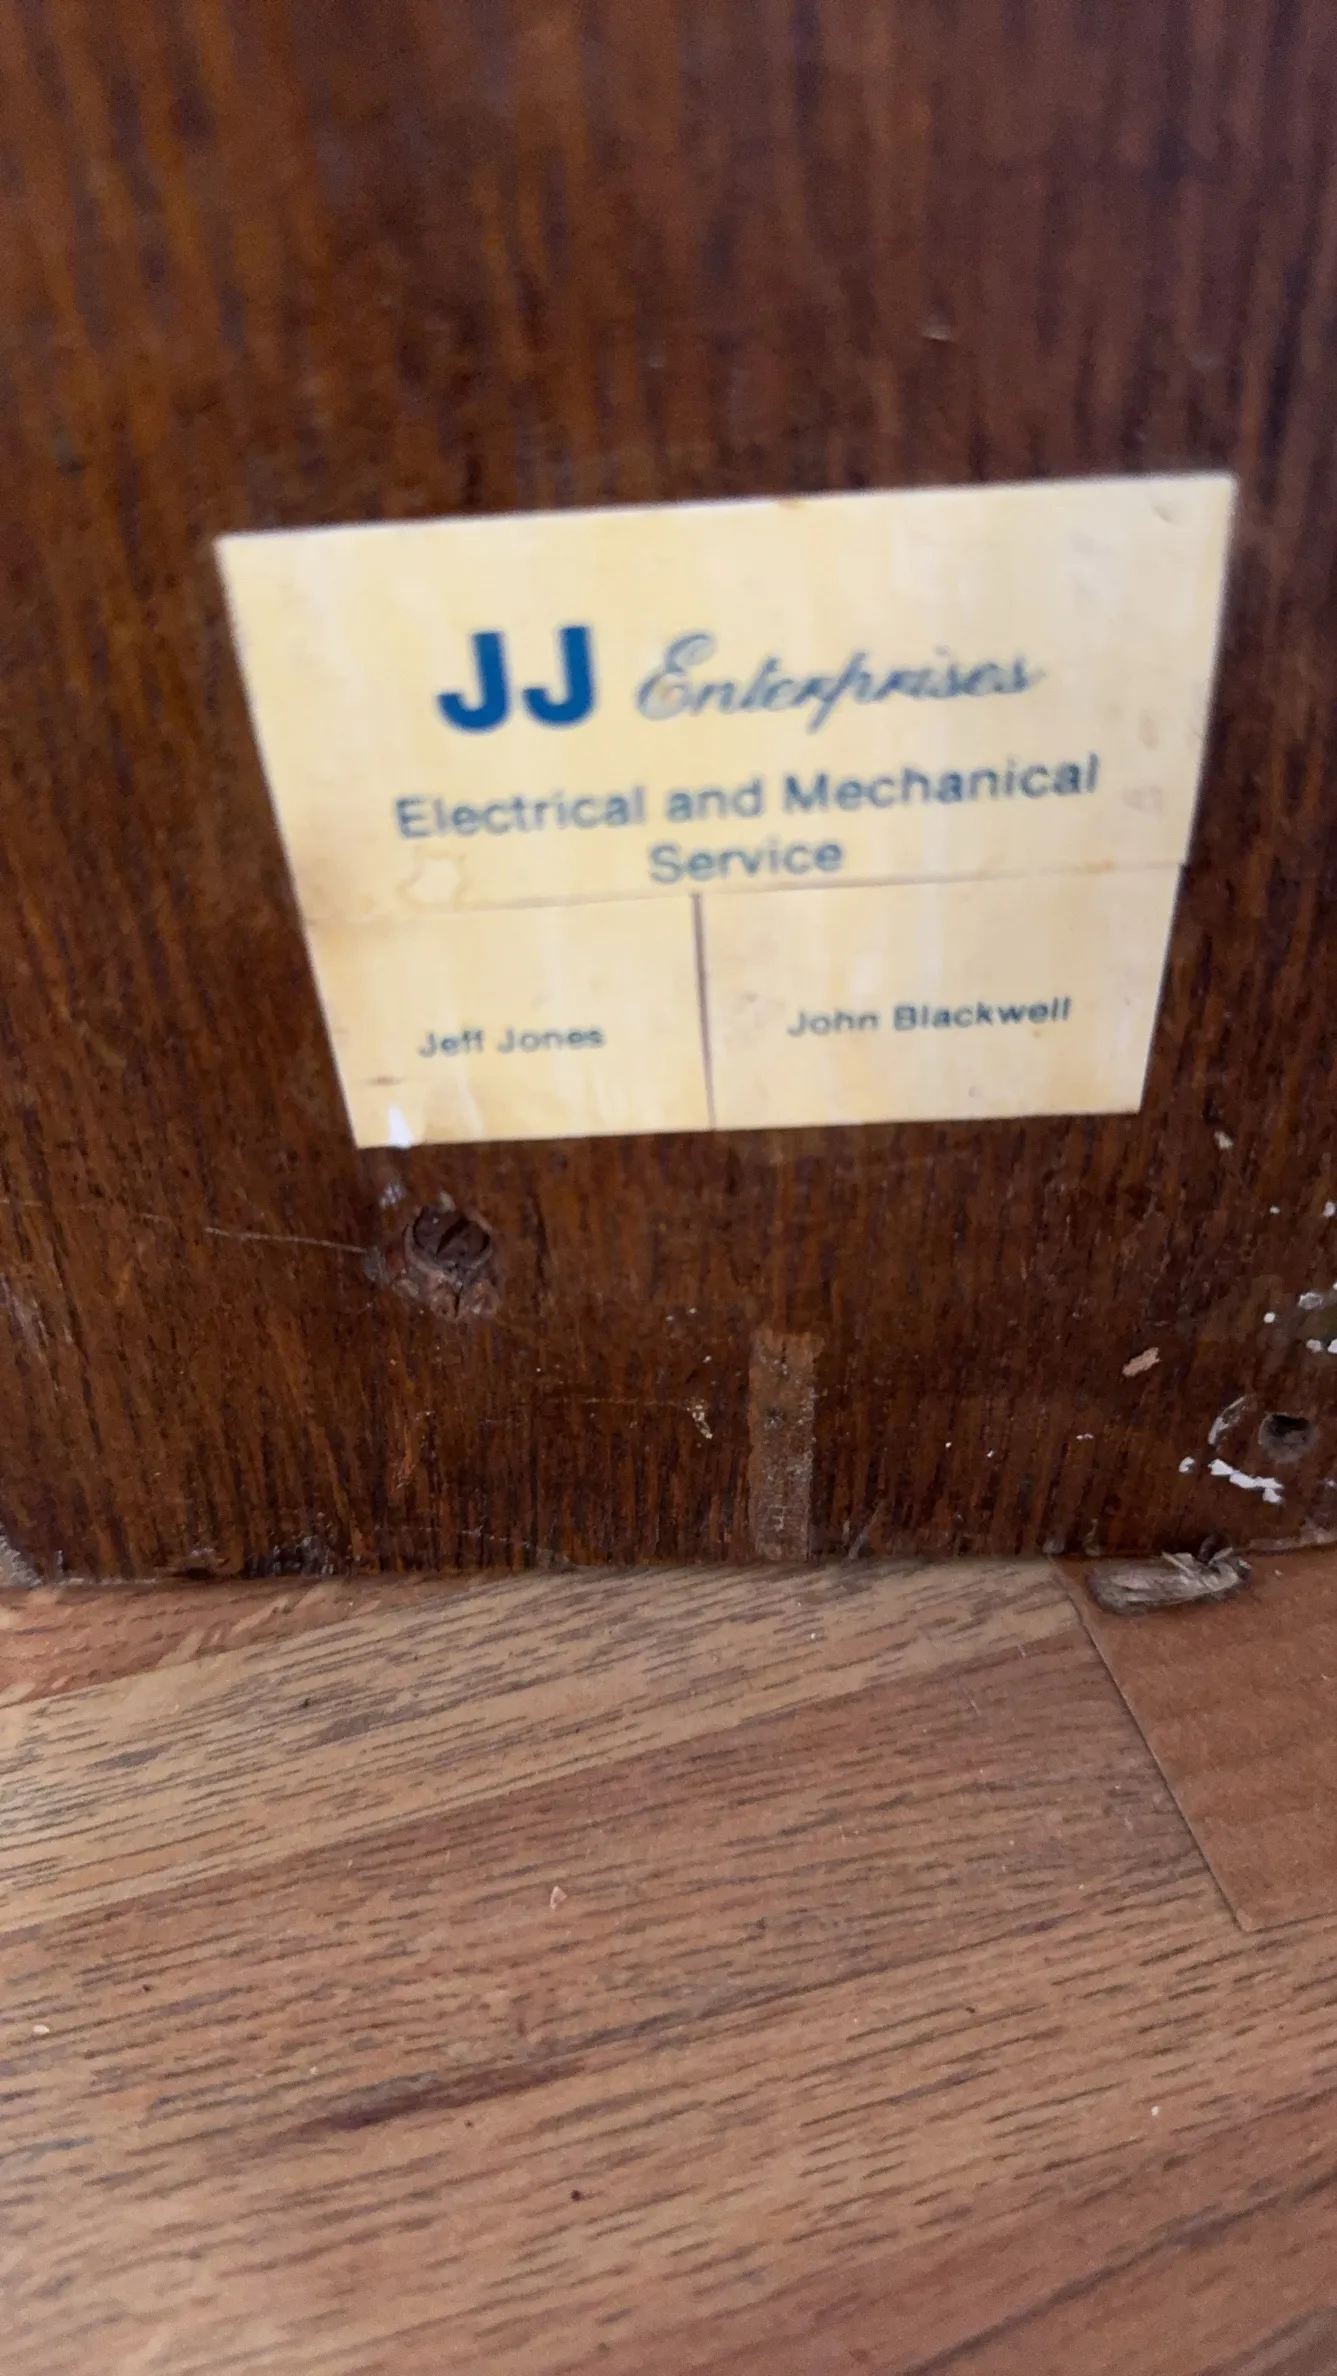 JJ Enterprises
Electrical and Mechanical
Service
Jeff Jones
John Blackwell